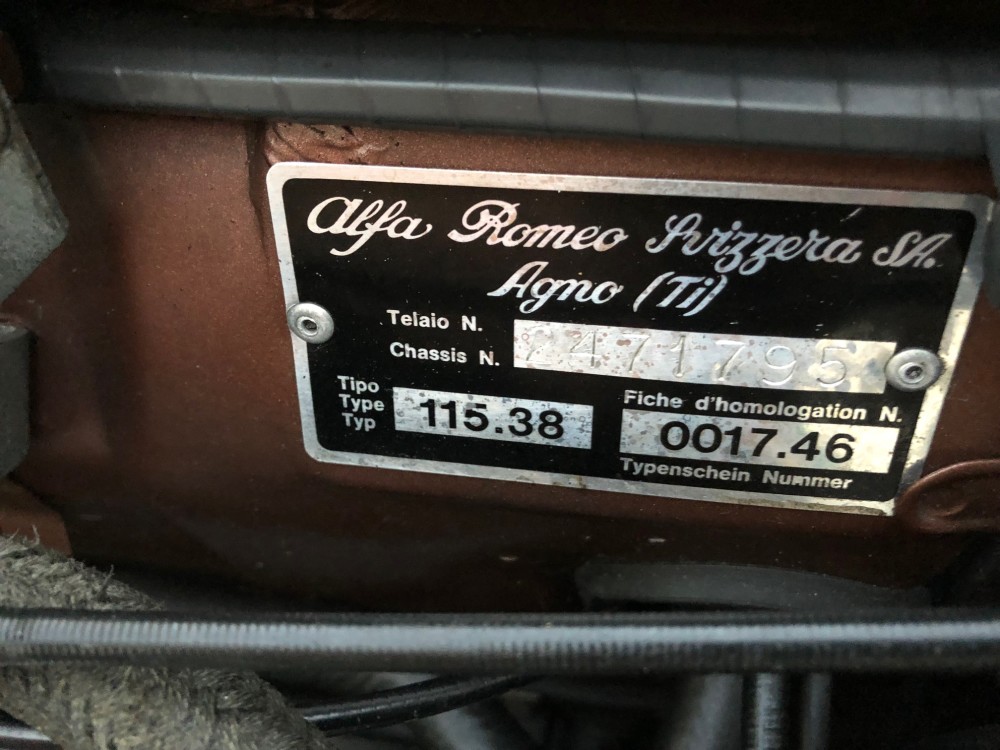 Alfa Romeo Svizzera SA.
Agno (Ti)
Telaio N.
Chassis N. 2471795
Tipo
Type
Typ
115.38
Fiche d'homologation N.
0017.46
Typenschein Nummer